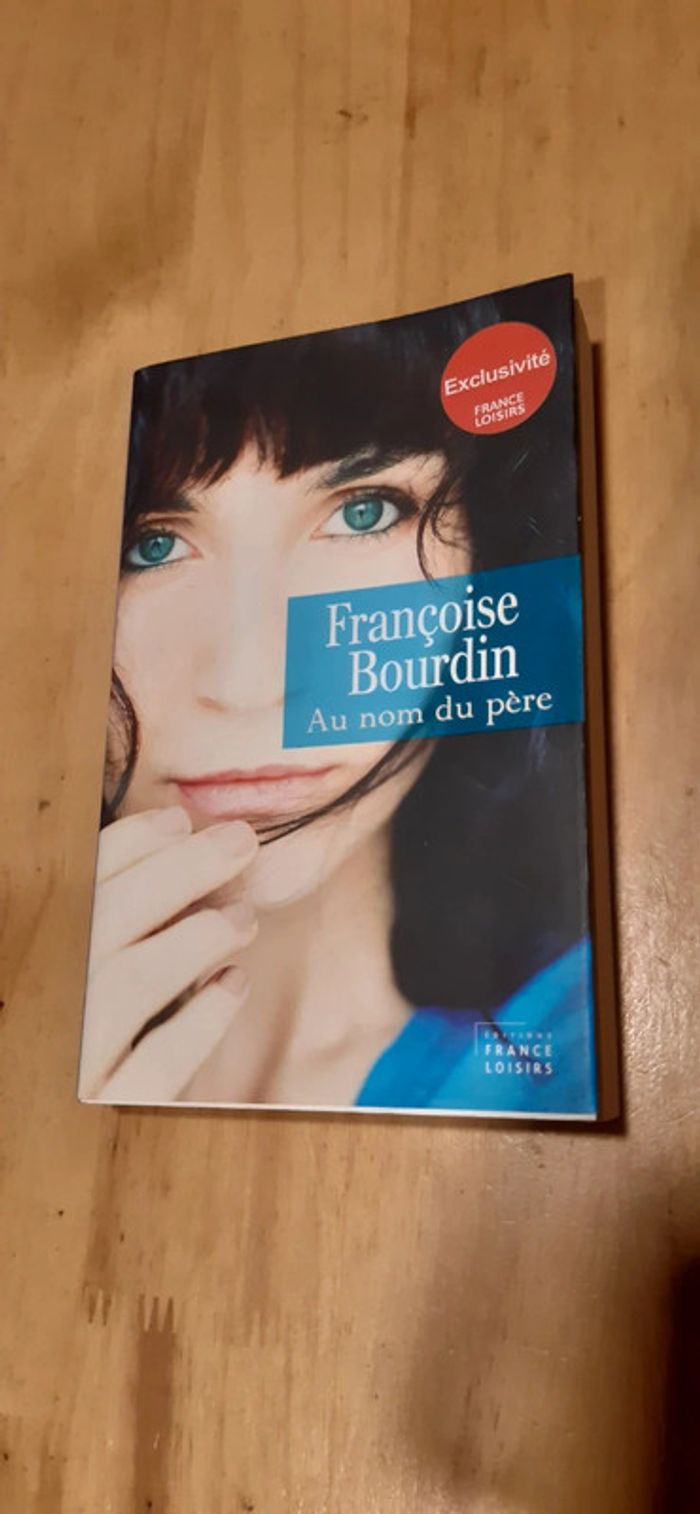 Exclusivité
FRANCE
LOISIRS
Françoise
Bourdin
Au nom du père
ÉDITIONS
FRANCE
LOISIRS